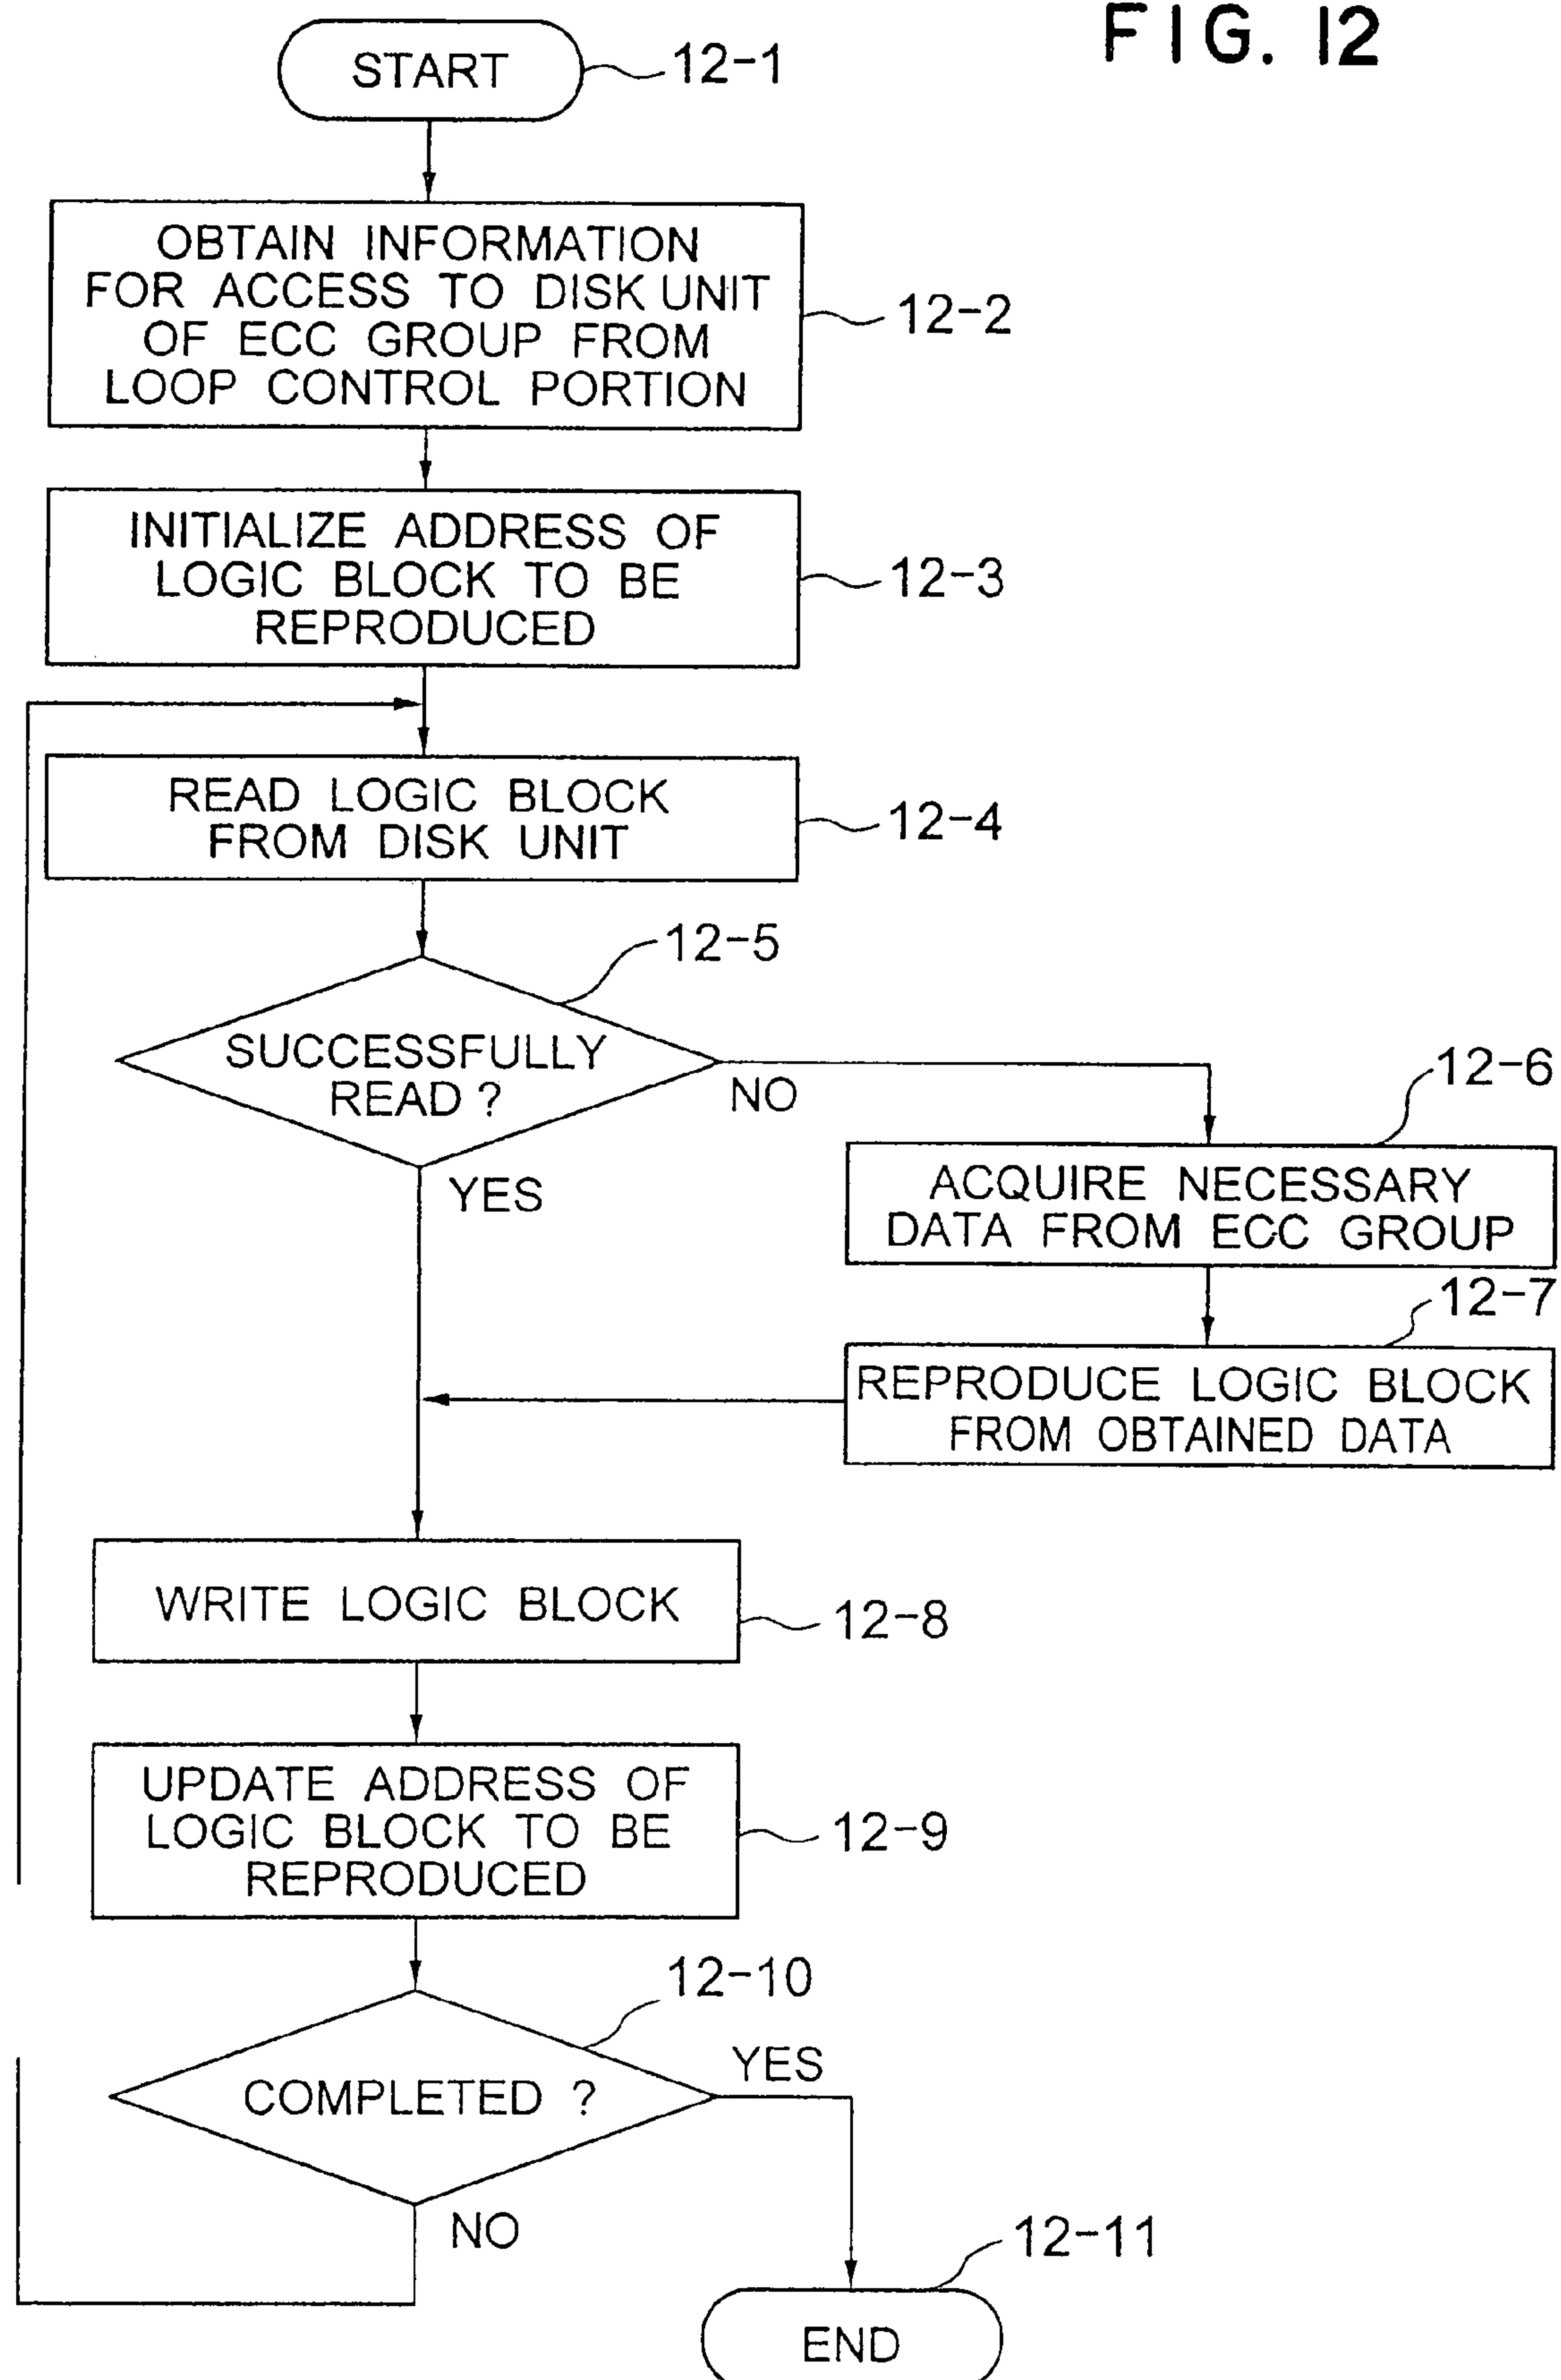 FIG. 12
START
12-1
OBTAIN INFORMATION
FOR ACCESS TO DISK UNIT
OF ECC GROUP FROM
LOOP CONTROL PORTION
12-2
INITIALIZE ADDRESS OF
LOGIC BLOCK TO BE
REPRODUCED
12-3
READ LOGIC BLOCK
FROM DISK UNIT
12-4
12-5
SUCCESSFULLY
READ ?
NO
YES
12-6
ACQUIRE NECESSARY
DATA FROM ECC GROUP
12-7
REPRODUCE LOGIC BLOCK
FROM OBTAINED DATA
WRITE LOGIC BLOCK
12-8
UPDATE ADDRESS OF
LOGIC BLOCK TO BE
REPRODUCED
12-9
12-10
COMPLETED ?
YES
NO
12-11
END